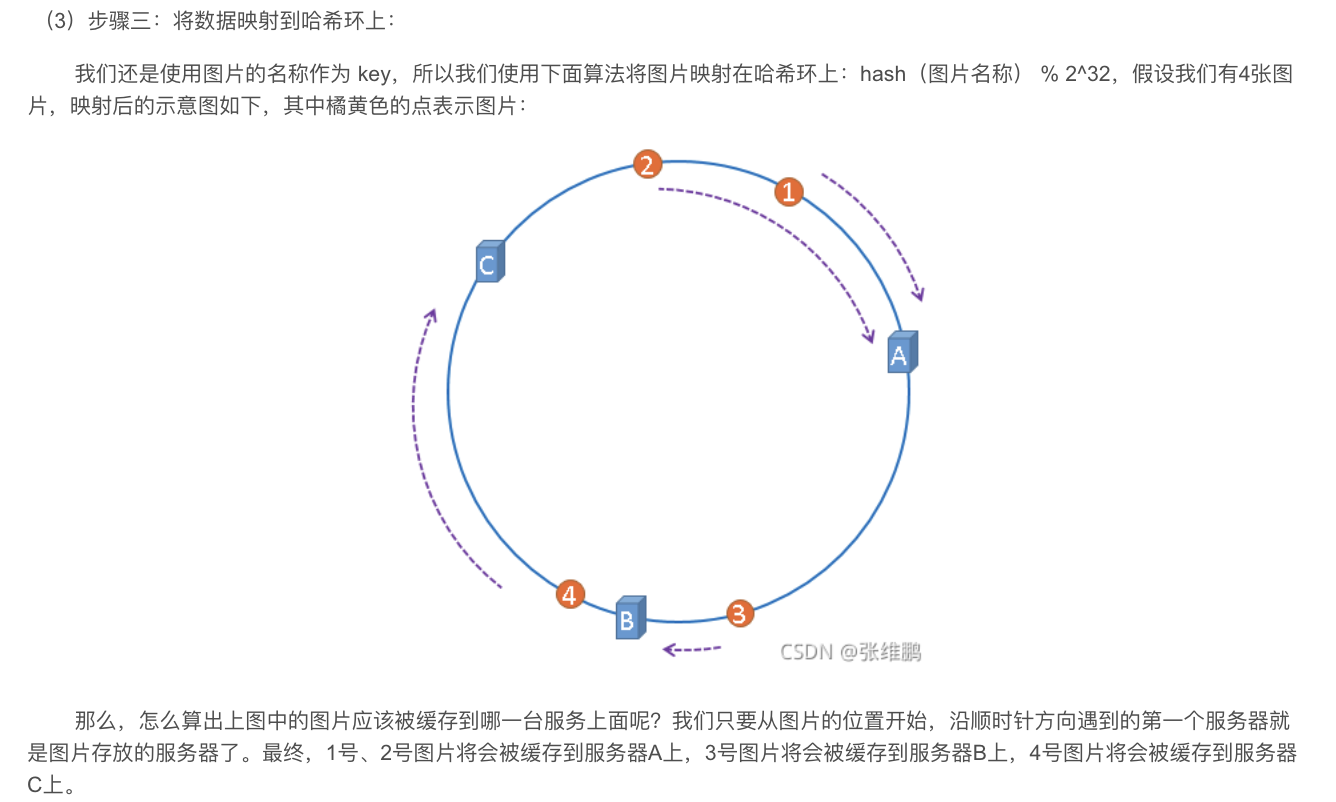 （3）步骤三：将数据映射到哈希环上：
我们还是使用图片的名称作为 key，所以我们使用下面算法将图片映射在哈希环上：hash（图片名称） % 2^32，假设我们有4张图
片，映射后的示意图如下，其中橘黄色的点表示图片：
2
1
C
A
4
B
3
CSDN @张维鹏
那么，怎么算出上图中的图片应该被缓存到哪一台服务上面呢？我们只要从图片的位置开始，沿顺时针方向遇到的第一个服务器就
是图片存放的服务器了。最终，1号、2号图片将会被缓存到服务器A上，3号图片将会被缓存到服务器B上，4号图片将会被缓存到服务器
C上。